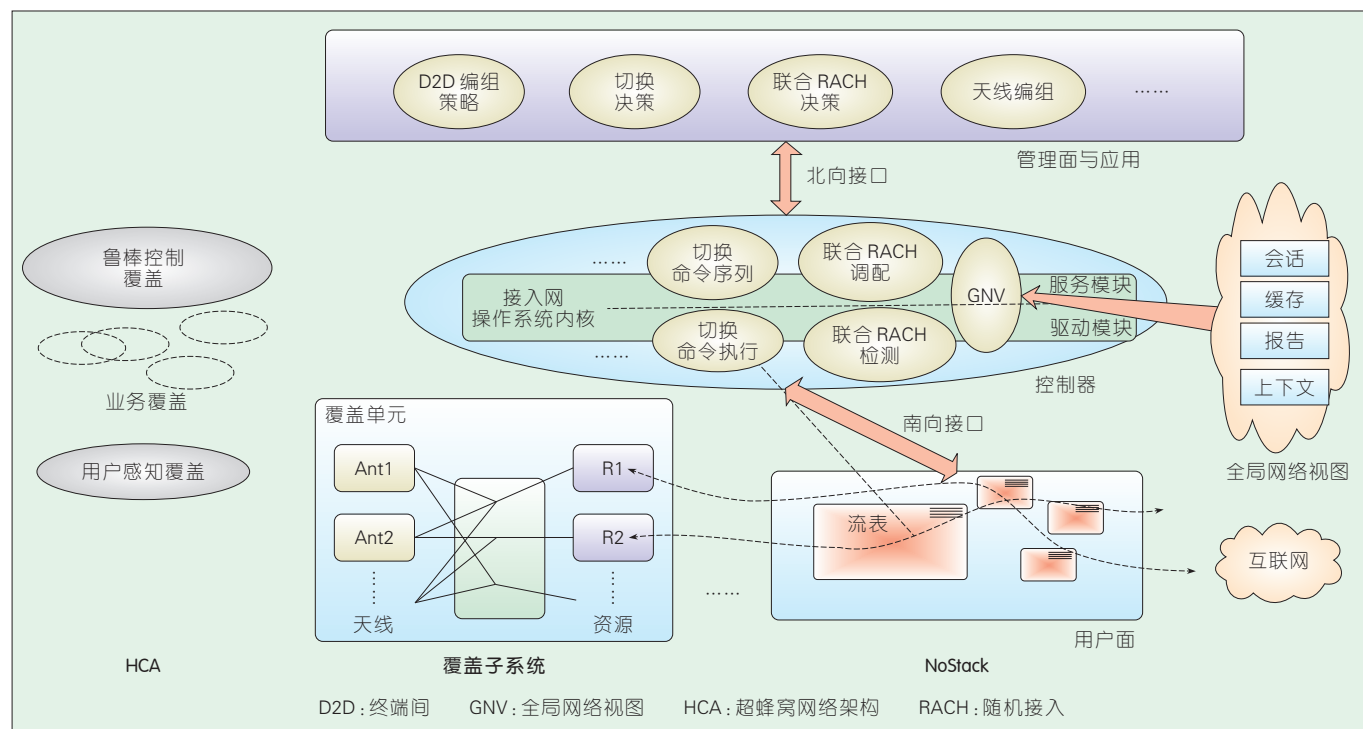 D2D 编组
策略
切换
决策
联合 RACH
决策
天线编组
……
管理面与应用
北向接口
鲁棒控制
覆盖
业务覆盖
用户感知覆盖
……
切换
命令序列
联合 RACH
调配
GNV
服务模块
接入网
操作系统内核
驱动模块
……
切换
命令执行
联合 RACH
检测
控制器
会话
缓存
报告
上下文
全局网络视图
南向接口
覆盖单元
Ant1
R1
Ant2
R2
……
……
天线
资源
……
流表
用户面
互联网
HCA
覆盖子系统
NoStack
D2D:终端间 GNV:全局网络视图 HCA:超蜂窝网络架构 RACH:随机接入